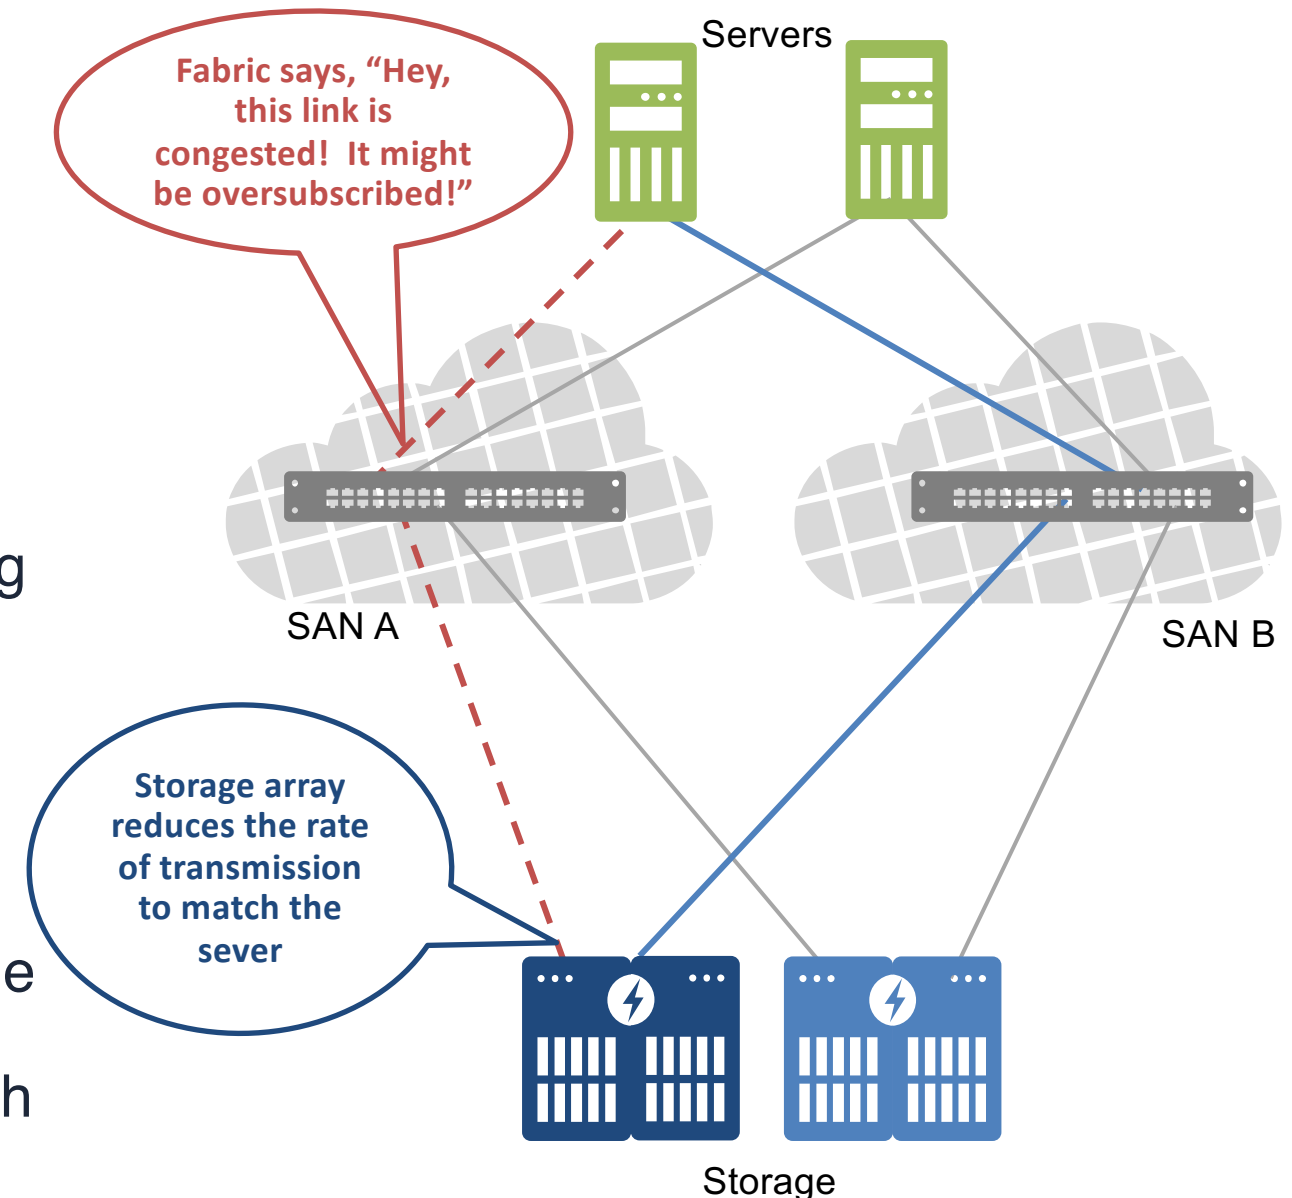 Servers
Fabric says, “Hey,
this link is
congested!  It might
be oversubscribed!”
g
SAN A
SAN B
Storage array
reduces the rate
of transmission
to match the
sever
e
h
Storage